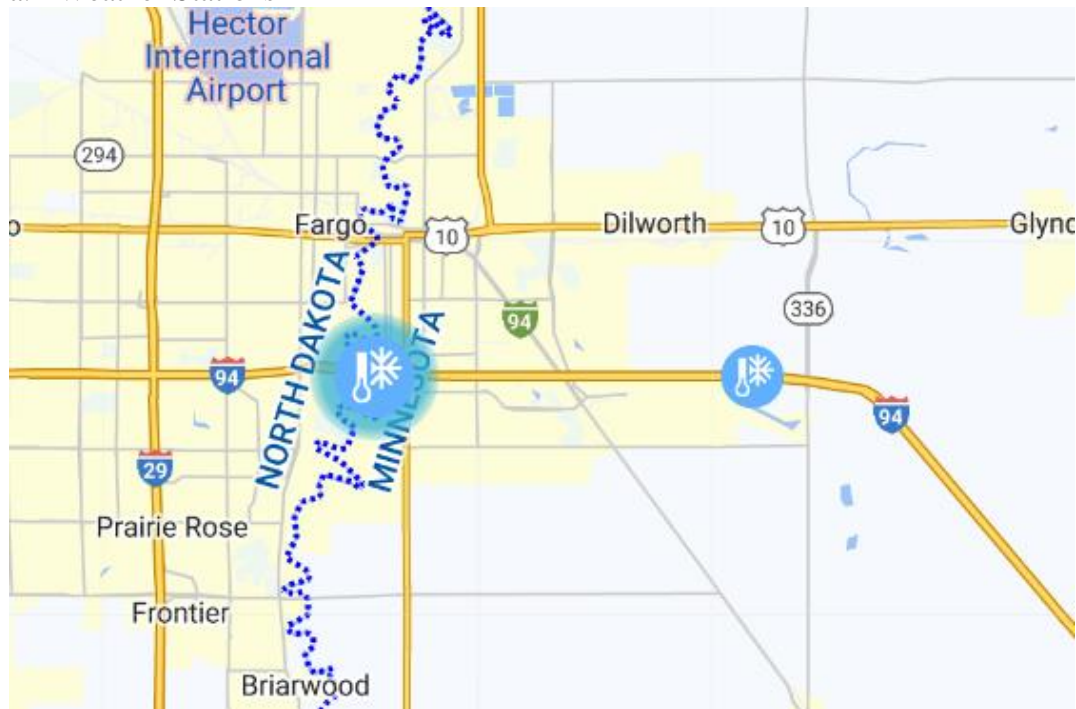 Hector
International
Airport
294
Fargo
10
Dilworth
10
NORTH DAKOTA
MINNESOTA
94
336
94
94
29
Prairie Rose
Frontier
Briarwood